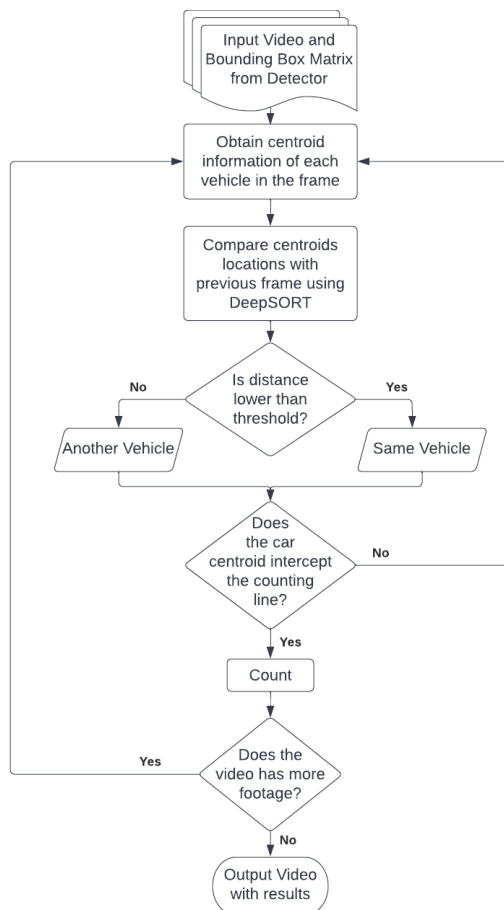 Input Video and
Bounding Box Matrix
from Detector
Obtain centroid
information of each
vehicle in the frame
Compare centroids
locations with
previous frame using
DeepSORT
Is distance
lower than
threshold?
No
Yes
Another Vehicle
Same Vehicle
Does
the car
centroid intercept
the counting
line?
No
Yes
Count
Does the
video has more
footage?
Yes
No
Output Video
with results